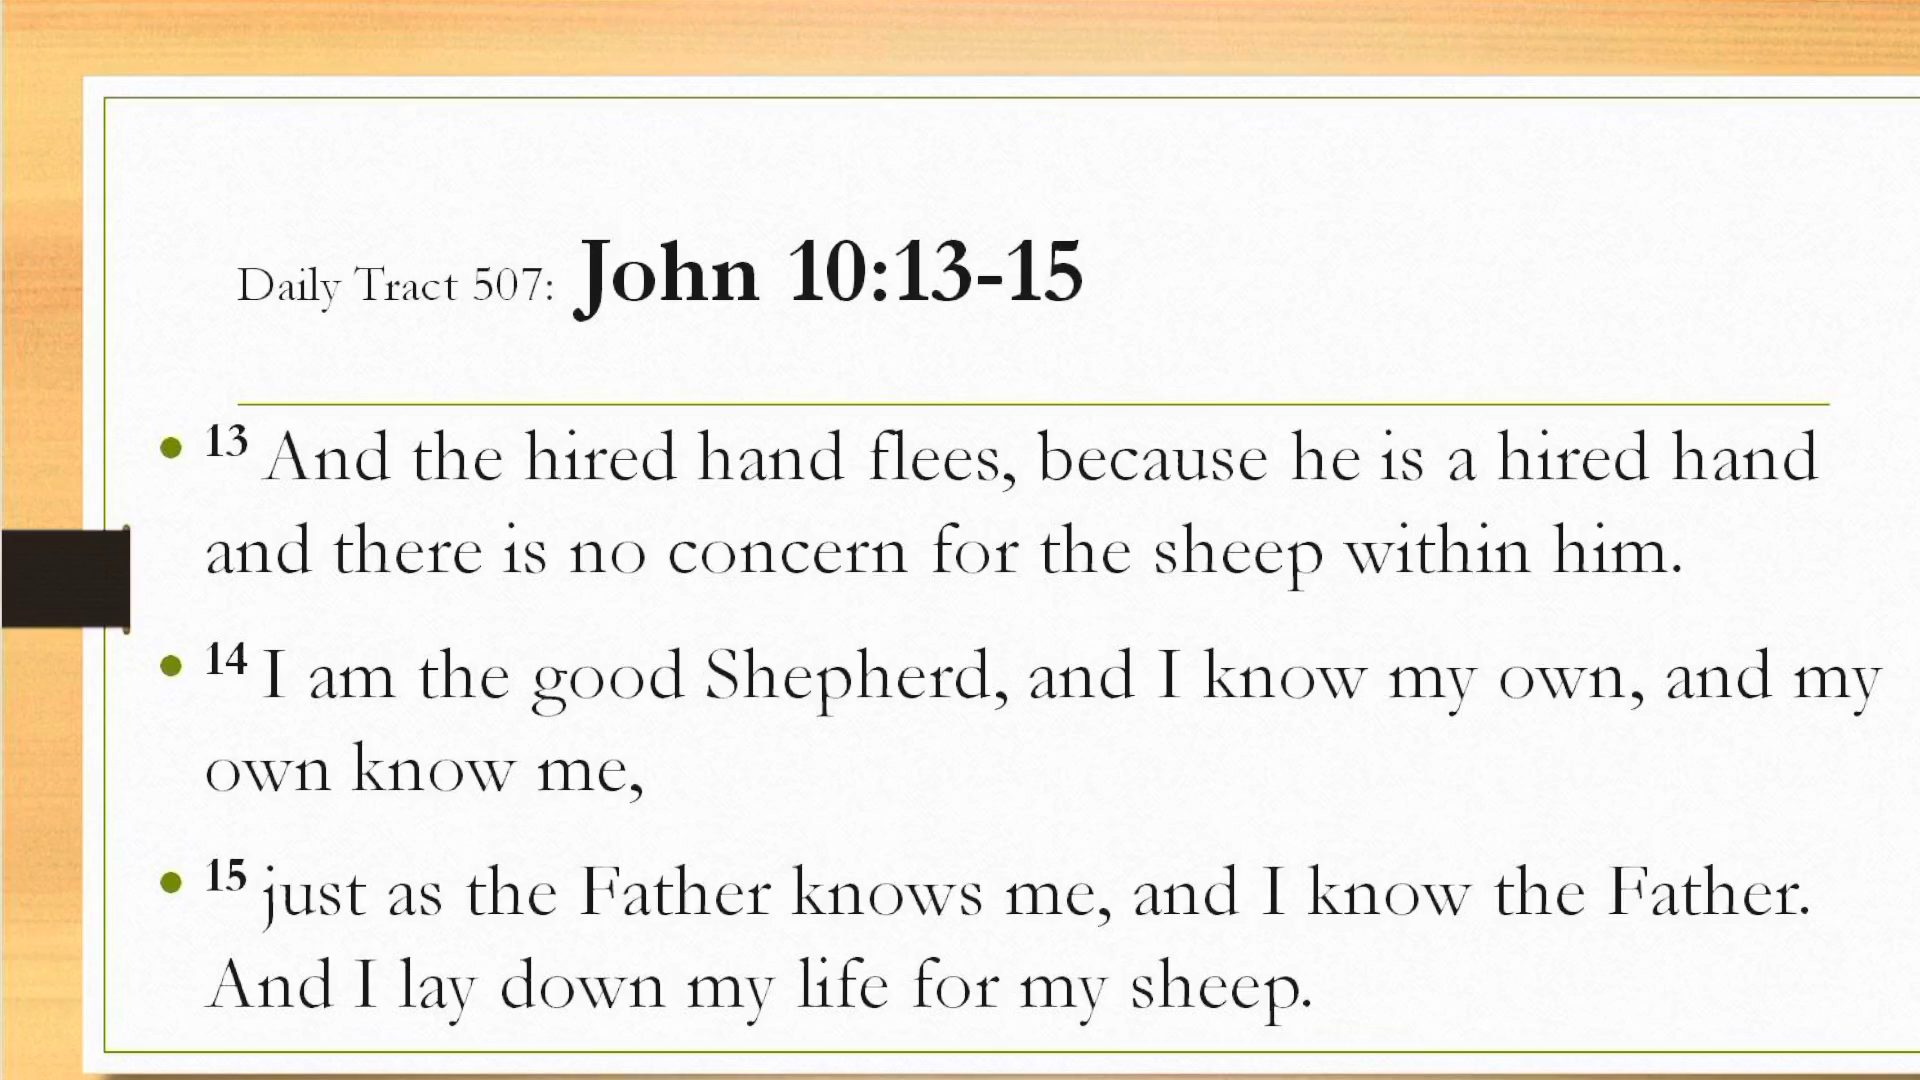 Daily Tract 507: John 10:13-15
• 13 And the hired hand flees, because he is a hired hand
and there is no concern for the sheep within him.
• 14 I am the good Shepherd, and I know my own, and my
own know me,
• 15 just as the Father knows me, and I know the Father.
And I lay down my life for my sheep.